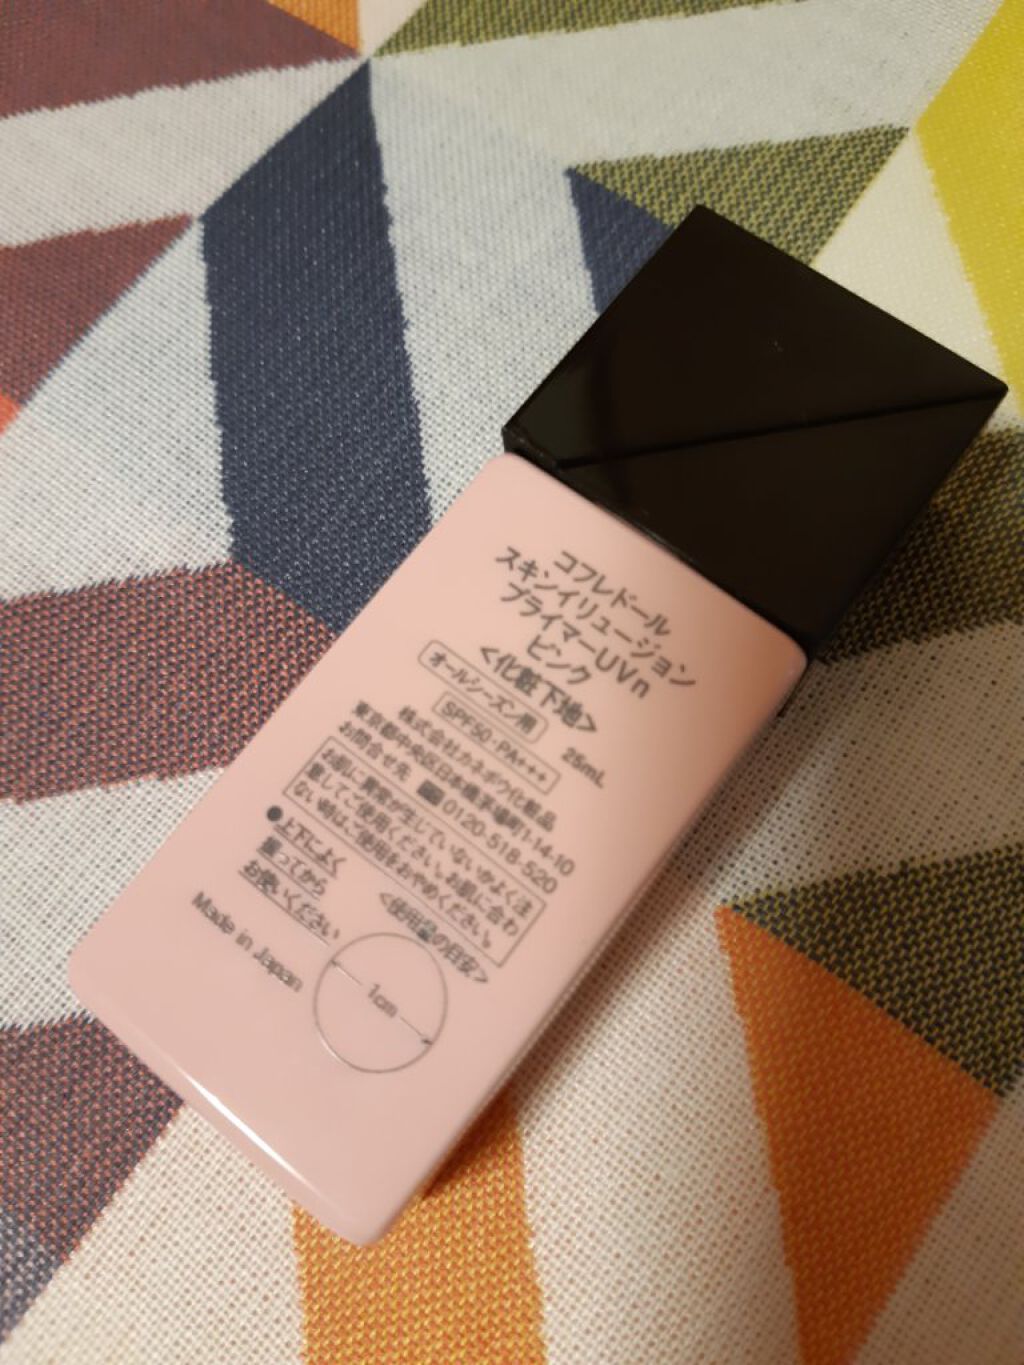 コフレドール
スキンイリュージョン
プライマーUVn
ピンク
<化粧下地>
オールシーズン用 25mL
SPF50・PA+++
株式会社カネボウ化粧品
東京都中央区日本橋茅場町1-14-10
お問合せ先 0120-518-520
お肌に異常が生じていないかよく注
意してご使用ください。お肌に合わ
ない時はご使用をおやめください。
●上下によく
振ってから
お使いください
<使用量の目安>
1cm
Made in Japan